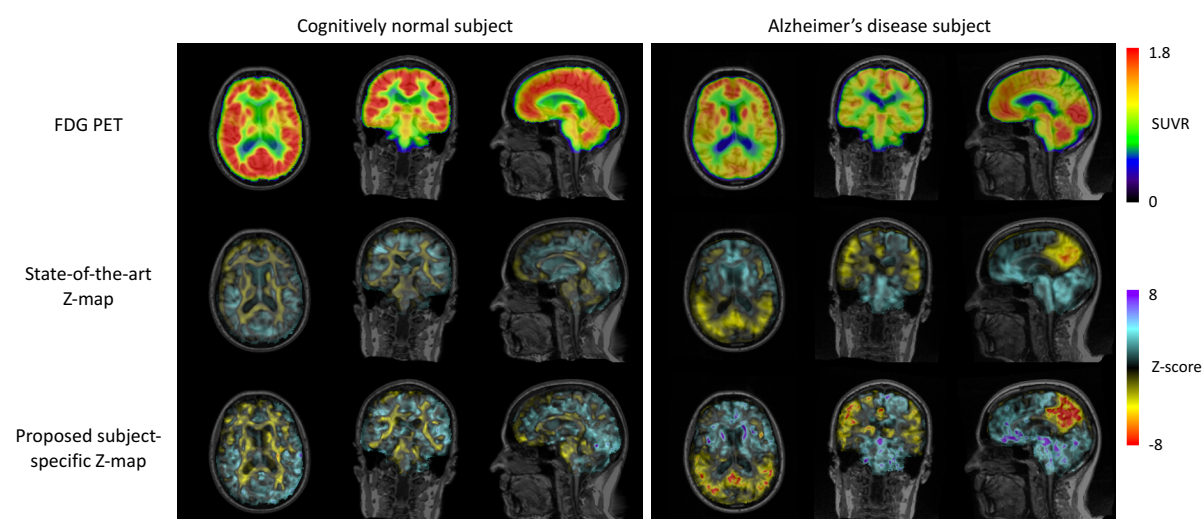 Cognitively normal subject
Alzheimer's disease subject
FDG PET
1.8
SUVR
0
State-of-the-art
Z-map
8
Z-score
-8
Proposed subject-
specific Z-map